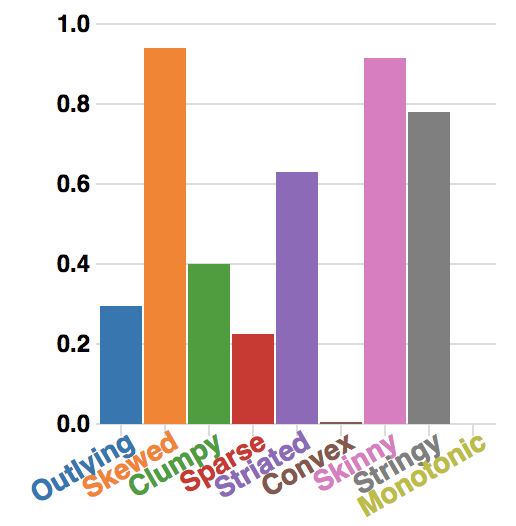 1.0
0.8
0.6
0.4
0.2
0.0
Outlying
Skewed
Clumpy
Sparse
Striated
Convex
Skinny
Stringy
Monotonic